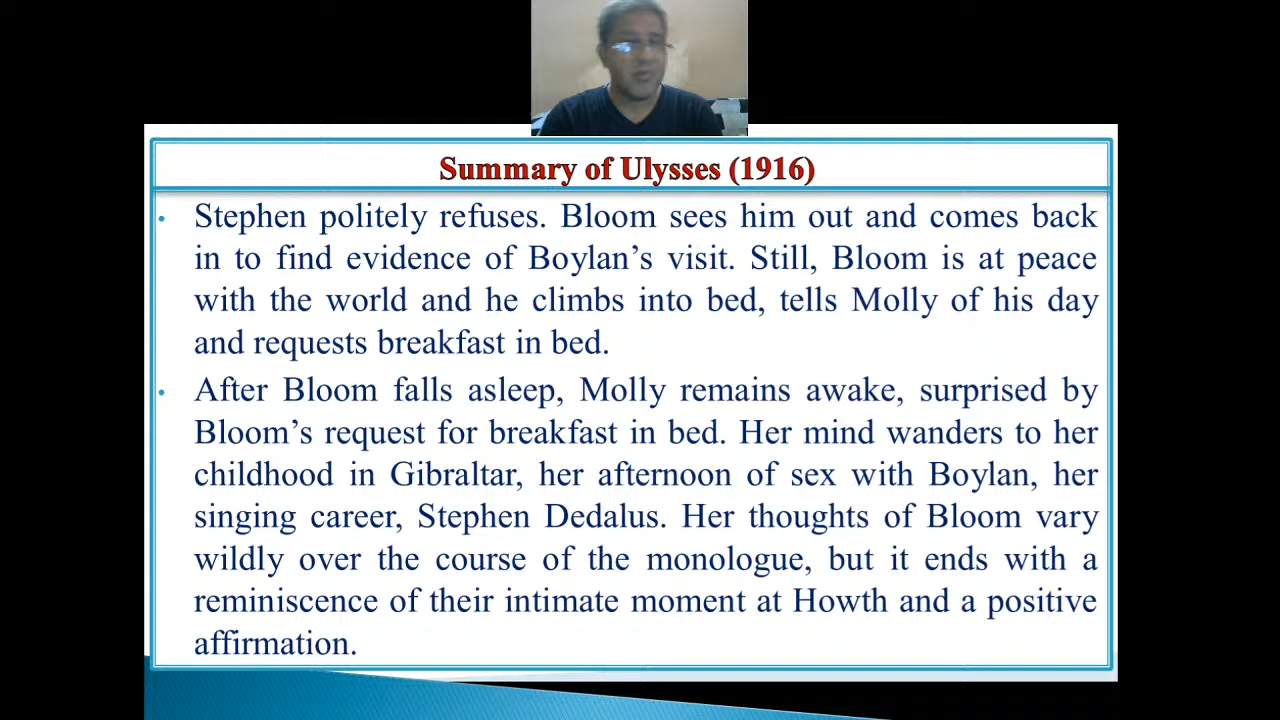 Summary of Ulysses (1916)
• Stephen politely refuses. Bloom sees him out and comes back
in to find evidence of Boylan’s visit. Still, Bloom is at peace
with the world and he climbs into bed, tells Molly of his day
and requests breakfast in bed.
• After Bloom falls asleep, Molly remains awake, surprised by
Bloom’s request for breakfast in bed. Her mind wanders to her
childhood in Gibraltar, her afternoon of sex with Boylan, her
singing career, Stephen Dedalus. Her thoughts of Bloom vary
wildly over the course of the monologue, but it ends with a
reminiscence of their intimate moment at Howth and a positive
affirmation.